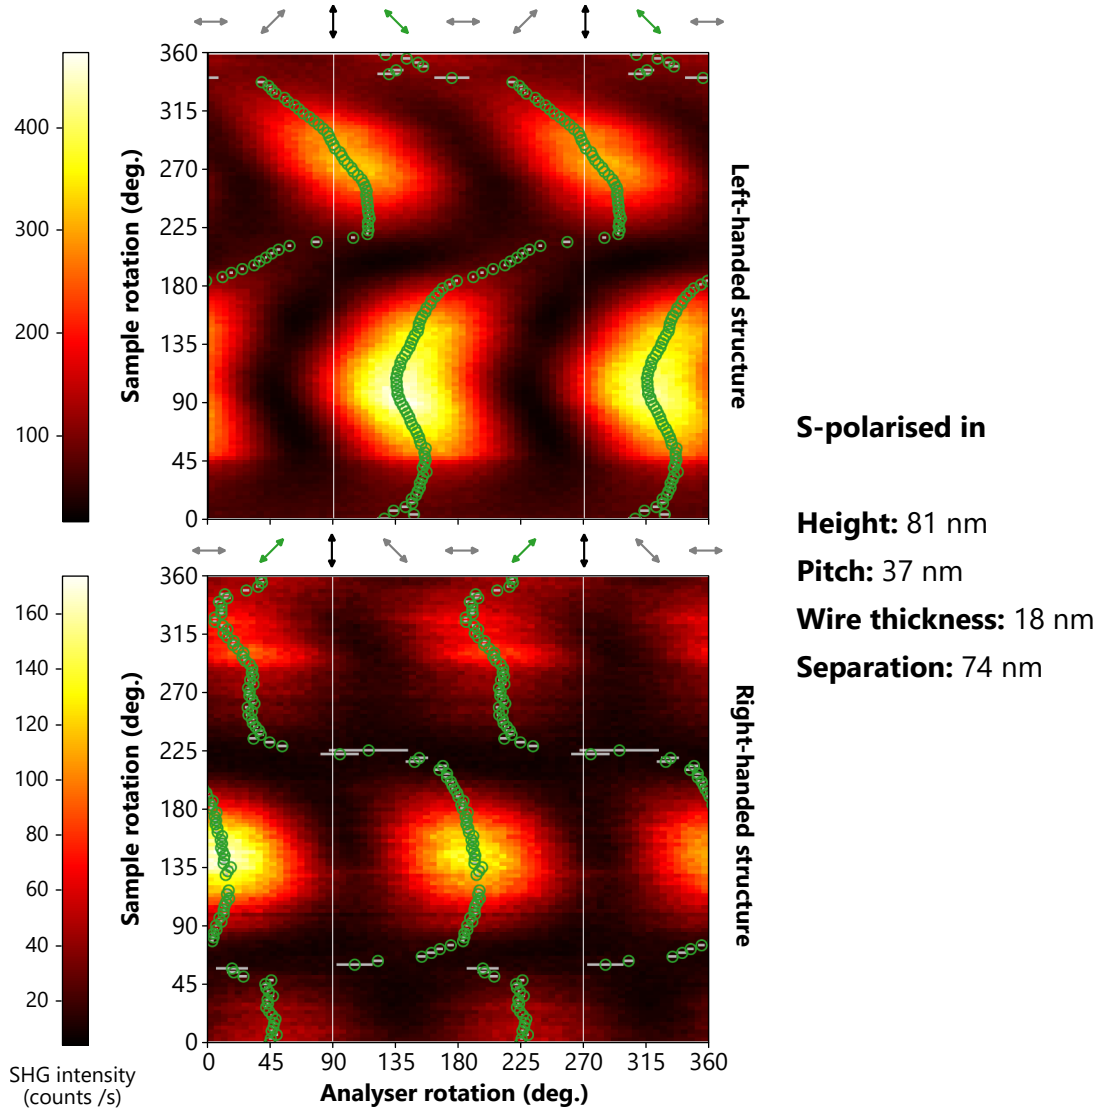 360
315
270
225
180
135
90
45
0
400
300
200
100
Sample rotation (deg.)
Left-handed structure
S-polarised in
Height: 81 nm
Pitch: 37 nm
Wire thickness: 18 nm
Separation: 74 nm
360
315
270
225
180
135
90
45
0
160
140
120
100
80
60
40
20
Sample rotation (deg.)
Right-handed structure
0 45 90 135 180 225 270 315 360
SHG intensity
(counts /s)
Analyser rotation (deg.)